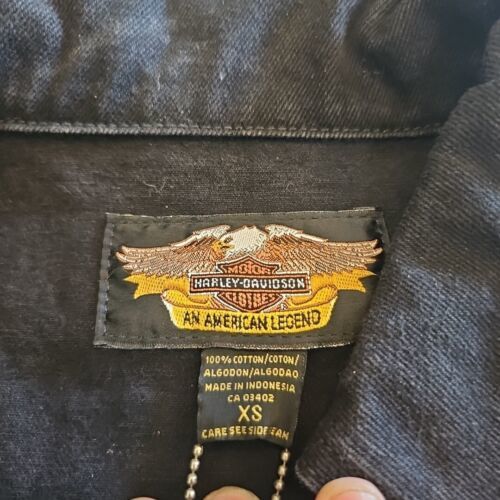 MOTOR
HARLEY-DAVIDSON
CLOTHES
AN AMERICAN LEGEND
100% COTTON/COTON/
ALGODON/ALGODAO
MADE IN INDONESIA
CA 03402
XS
CARE SEE SIDE SEAM